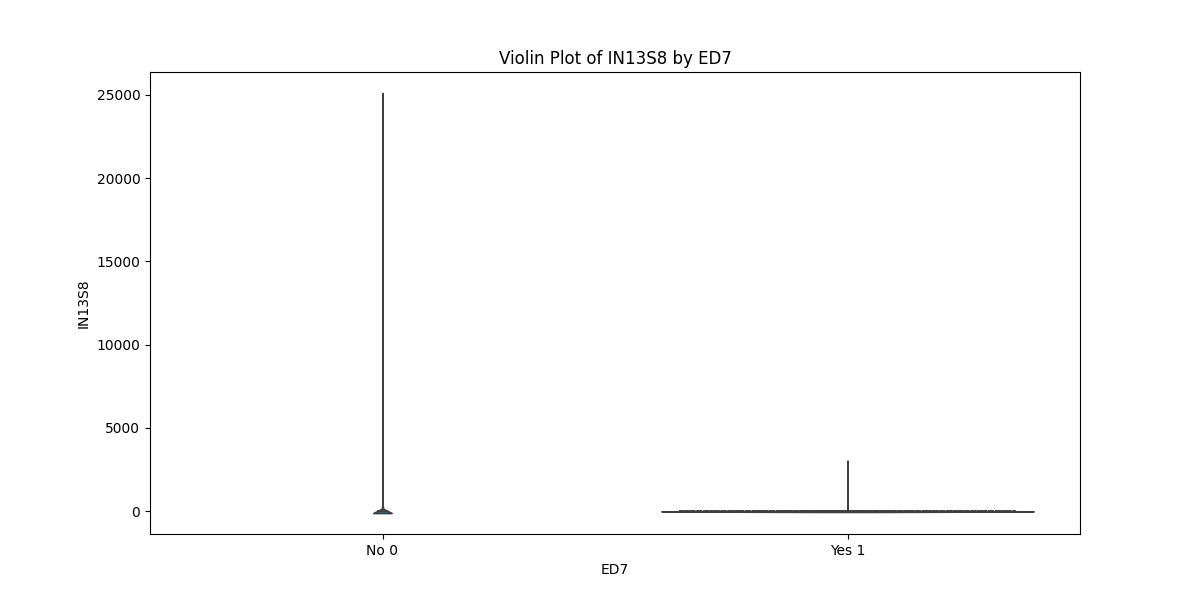 Violin Plot of IN13S8 by ED7
25000
20000
15000
10000
5000
0
IN13S8
No 0
Yes 1
ED7